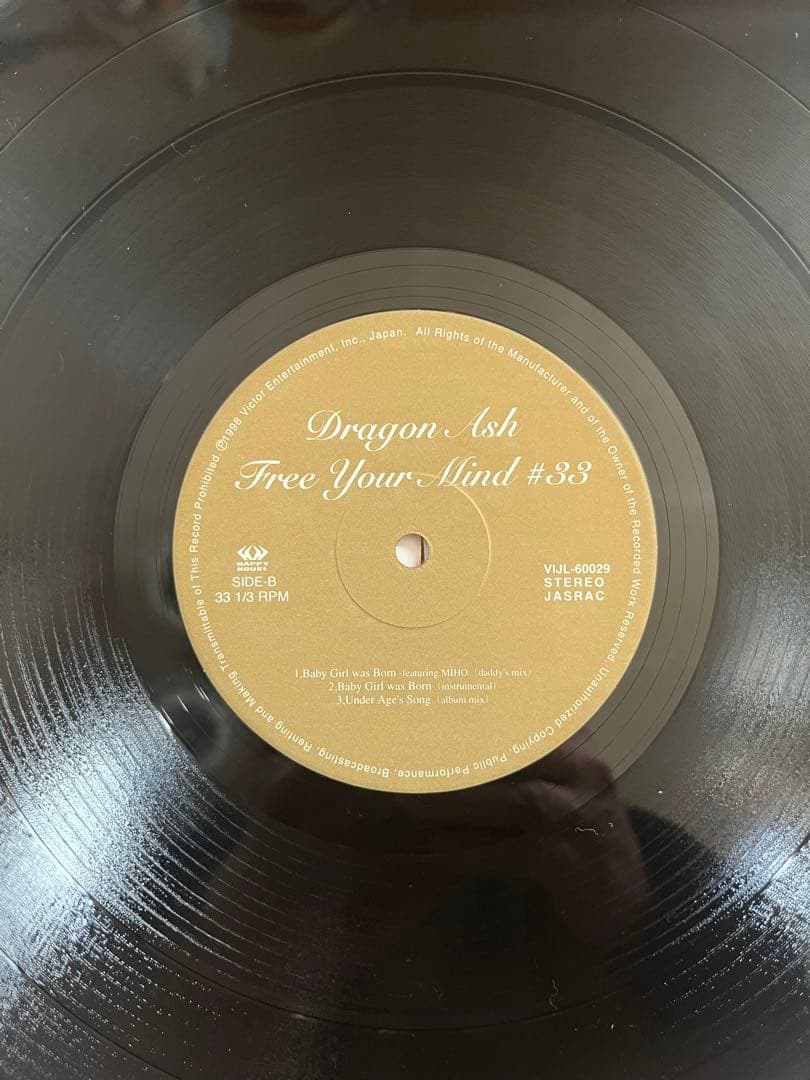 Ⓟ1998 Victor Entertainment, Inc., Japan. All Rights of the Manufacturer and of the Owner of the Recorded Work Reserved. Unauthorized Copying, Public Performance, Broadcasting, Renting and Making Transmittable of This Record Prohibited.
Dragon Ash
Free Your Mind #33
HAPPY
HOUSE
SIDE-B
33 1/3 RPM
VIJL-60029
STEREO
JASRAC
1,Baby Girl was Born -featuring MIHO (daddy's mix)
2,Baby Girl was Born (instrumental)
3,Under Age's Song (album mix)